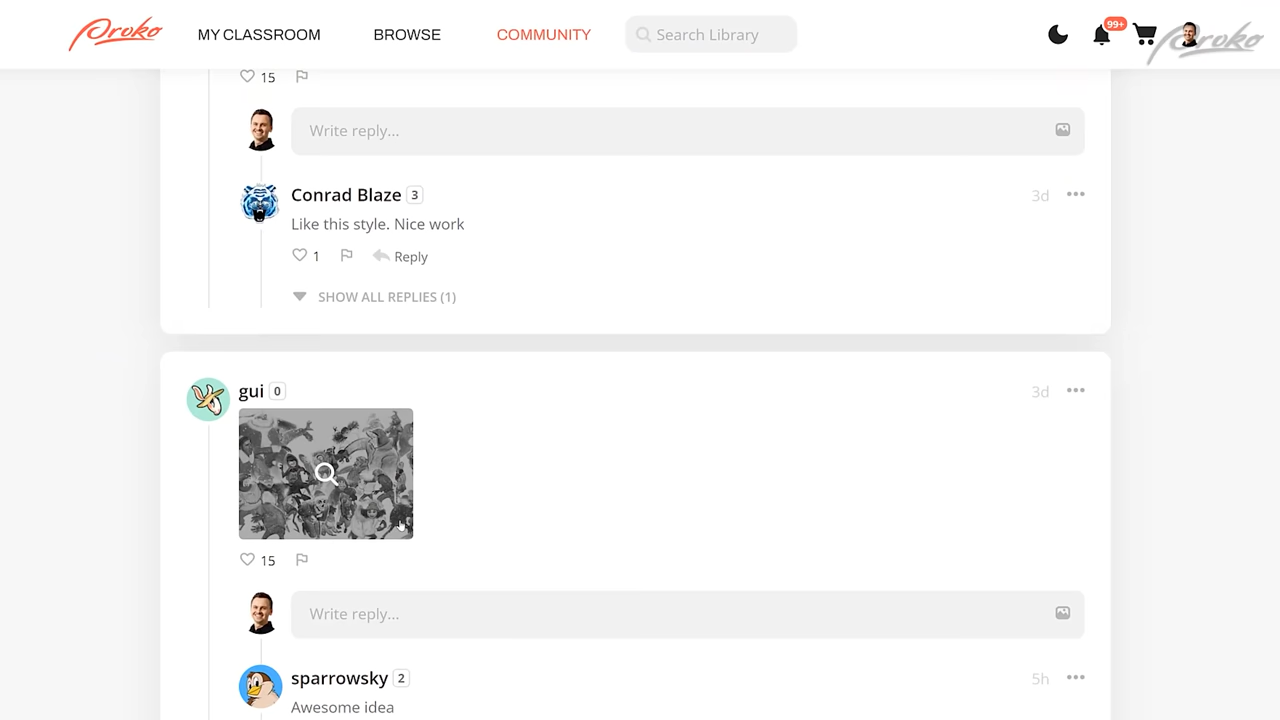 Proko
MY CLASSROOM
BROWSE
COMMUNITY
Search Library
99+
Proko
15
Write reply...
Conrad Blaze 3
3d
Like this style. Nice work
1
Reply
SHOW ALL REPLIES (1)
gui 0
3d
15
Write reply...
sparrowsky 2
5h
Awesome idea